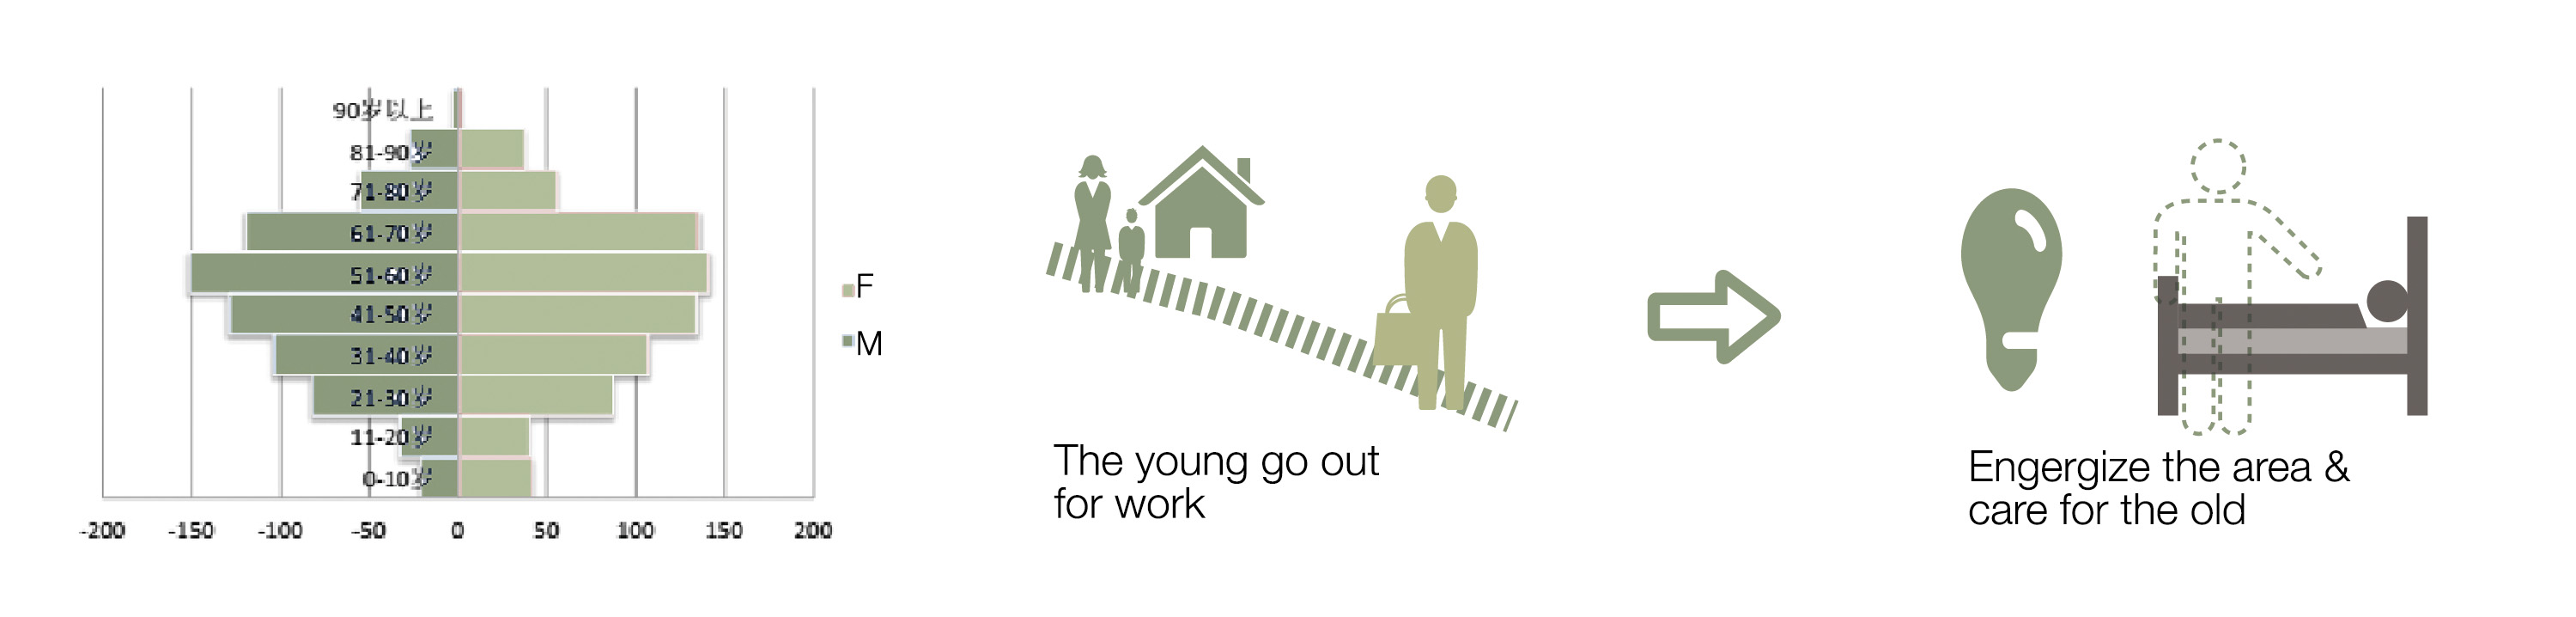 90岁以上
81-90岁
71-80岁
61-70岁
51-60岁
41-50岁
31-40岁
21-30岁
11-20岁
0-10岁
-200 -150 -100 -50 0 50 100 150 200
F
M
The young go out
for work
Engergize the area &
care for the old